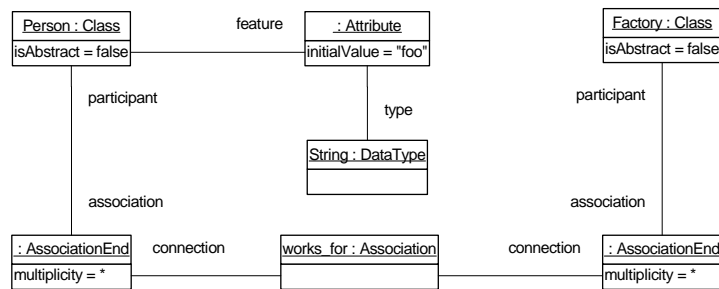 Person : Class
isAbstract = false
feature
: Attribute
initialValue = "foo"
Factory : Class
isAbstract = false
participant
type
participant
String : DataType
association
association
: AssociationEnd
multiplicity = *
connection
works_for : Association
connection
: AssociationEnd
multiplicity = *